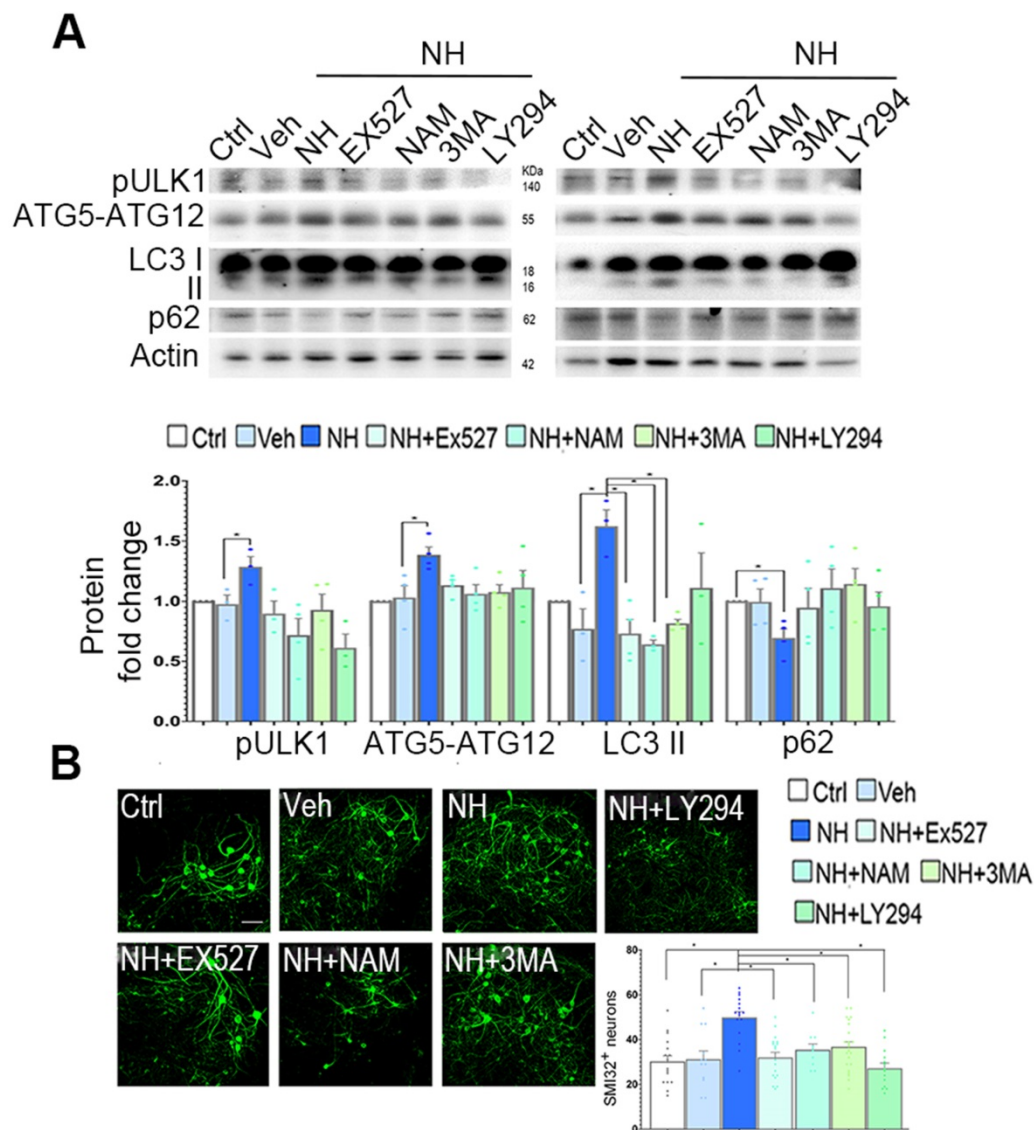 A
NH NH
Ctrl Veh NH EX527 NAM 3MA LY294 Ctrl Veh NH EX527 NAM 3MA LY294
pULK1 KDa
140
ATG5-ATG12 55
LC3 I 18
II 16
p62 62
Actin 42
Ctrl Veh NH NH+Ex527 NH+NAM NH+3MA NH+LY294
Protein
fold change
2.0
1.5
1.0
0.5
0.0
* * * * * * *
pULK1 ATG5-ATG12 LC3 II p62
B
Ctrl Veh NH NH+LY294
NH+EX527 NH+NAM NH+3MA
Ctrl Veh
NH NH+Ex527
NH+NAM NH+3MA
NH+LY294
SMI32+ neurons
80
60
40
20
0
* * * * * *